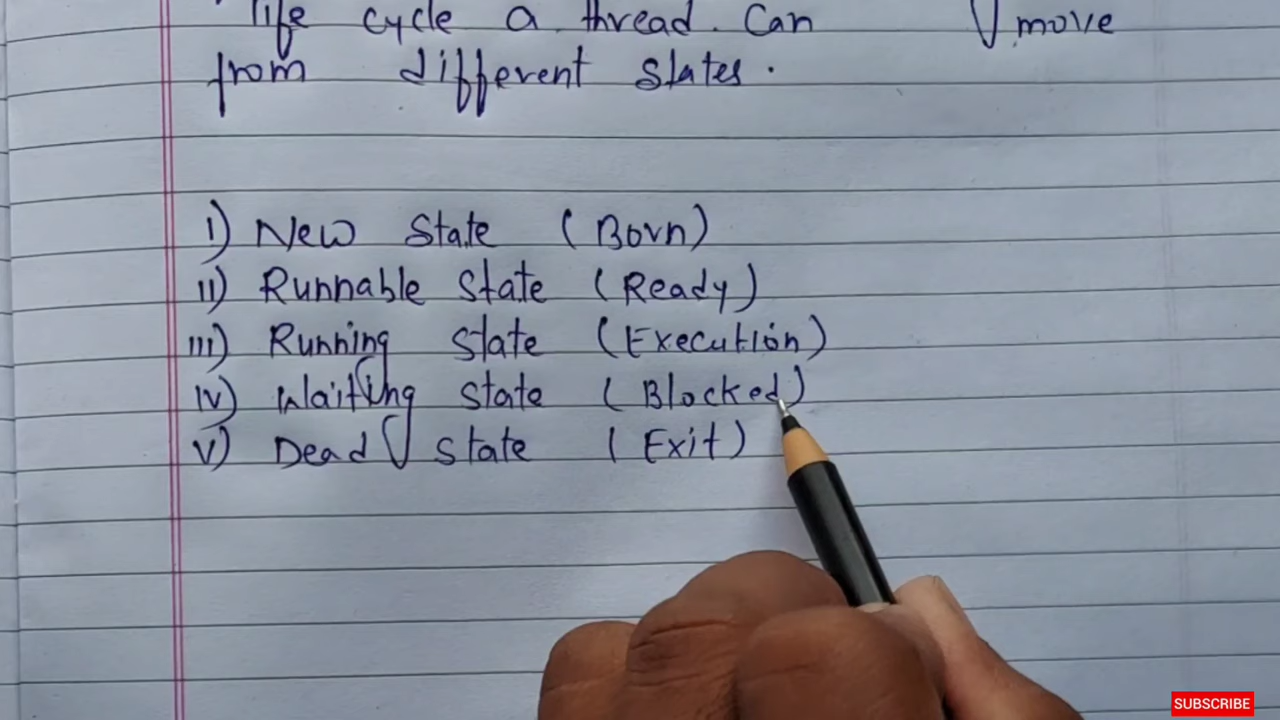 life cycle a thread can move
from different states.
I) New State (Born)
II) Runnable state (Ready)
III) Running state (Execution)
IV) Waiting state (Blocked)
V) Dead state (Exit)
SUBSCRIBE